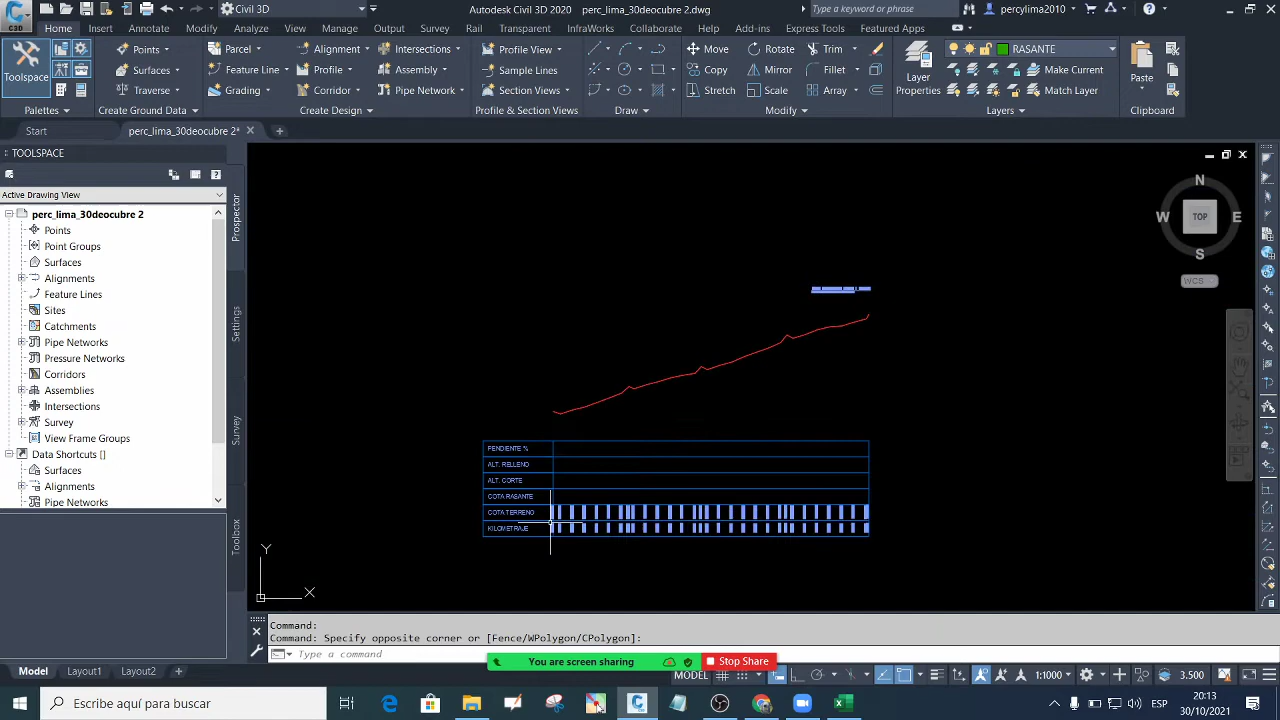 C3D
Civil 3D
Autodesk Civil 3D 2020 perc_lima_30deocubre 2.dwg
Type a keyword or phrase
percylima2010
Home Insert Annotate Modify Analyze View Manage Output Survey Rail Transparent InfraWorks Collaborate Help Add-ins Express Tools Featured Apps
Toolspace
Palettes
Points
Surfaces
Traverse
Create Ground Data
Parcel
Feature Line
Grading
Alignment
Profile
Corridor
Intersections
Assembly
Pipe Network
Create Design
Profile View
Sample Lines
Section Views
Profile & Section Views
Draw
Move
Copy
Stretch
Rotate
Mirror
Scale
Trim
Fillet
Array
Modify
Layer
Properties
RASANTE
Make Current
Match Layer
Layers
Paste
Clipboard
Start
perc_lima_30deocubre 2*
TOOLSPACE
Active Drawing View
perc_lima_30deocubre 2
Points
Point Groups
Surfaces
Alignments
Feature Lines
Sites
Catchments
Pipe Networks
Pressure Networks
Corridors
Assemblies
Intersections
Survey
View Frame Groups
Data Shortcuts []
Surfaces
Alignments
Pipe Networks
Prospector
Settings
Survey
Toolbox
N
W
TOP
E
S
WCS
PENDIENTE %
ALT. RELLENO
ALT. CORTE
COTA RASANTE
COTA TERRENO
KILOMETRAJE
Y
X
Command:
Command: Specify opposite corner or [Fence/WPolygon/CPolygon]:
Type a command
You are screen sharing
Stop Share
Model Layout1 Layout2
MODEL
1:1000
3.500
Escribe aquí para buscar
ESP
20:13
30/10/2021